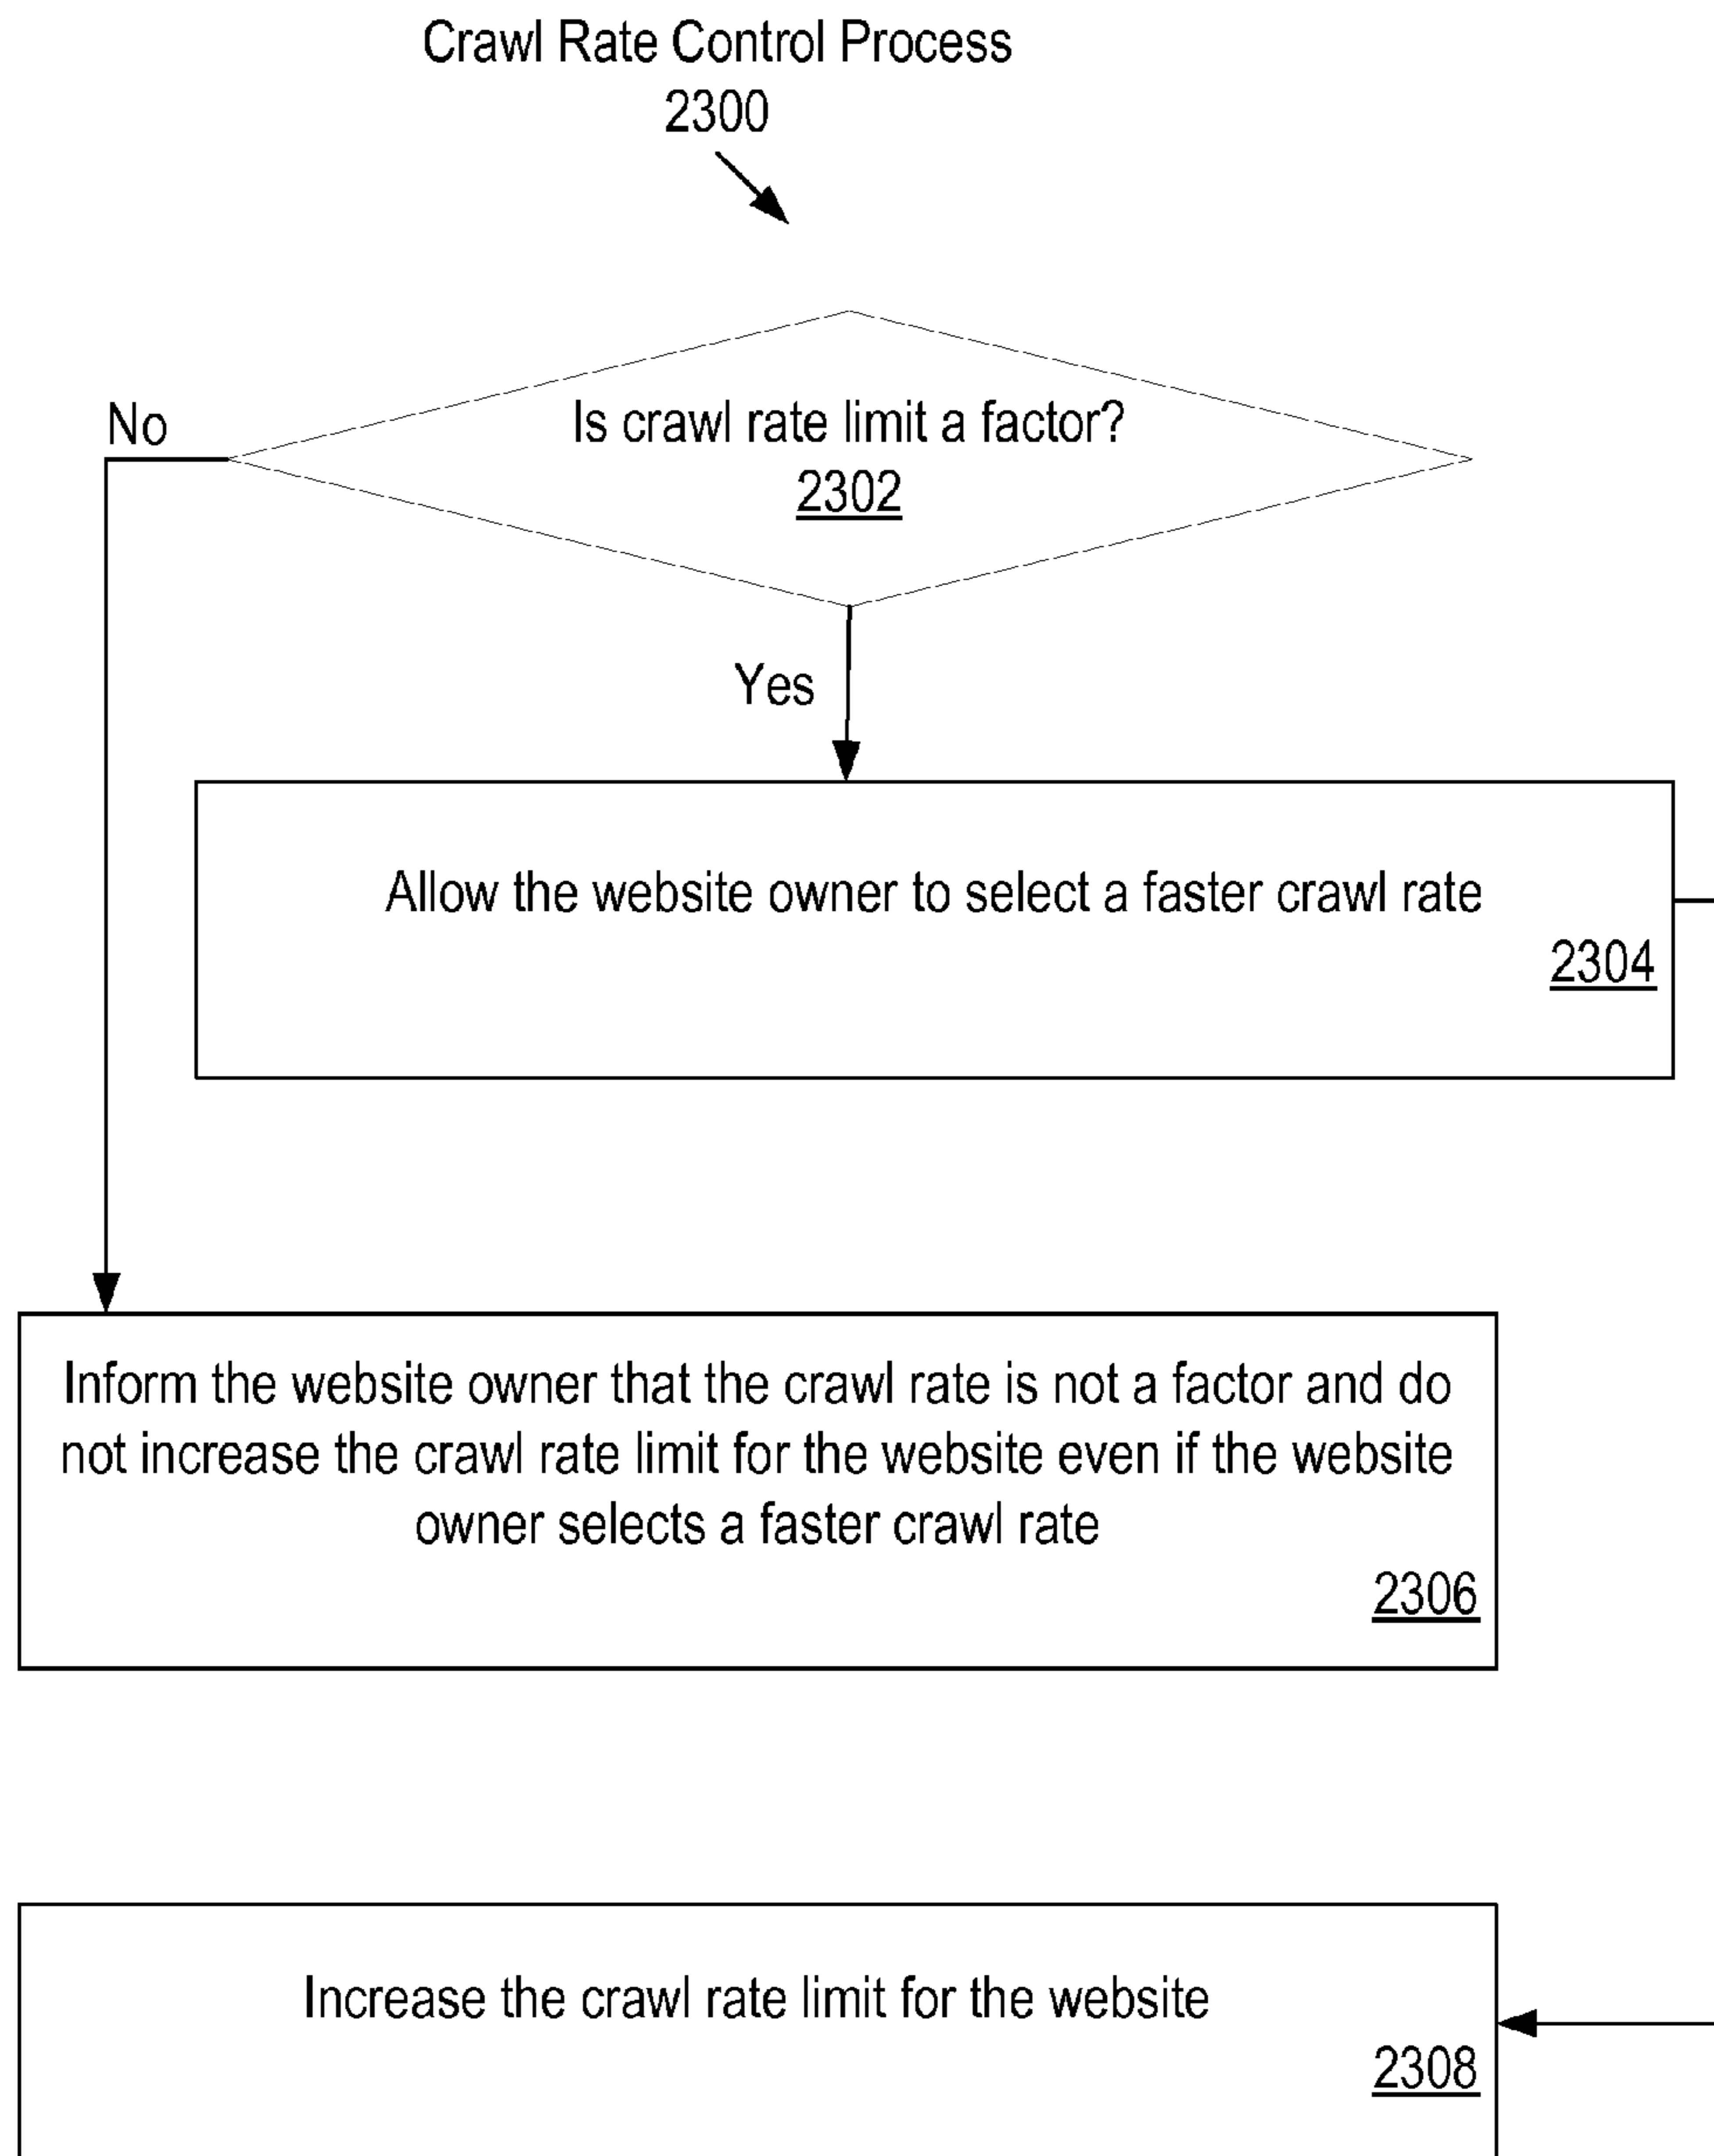 Crawl Rate Control Process
2300
Is crawl rate limit a factor?
2302
No
Yes
Allow the website owner to select a faster crawl rate
2304
Inform the website owner that the crawl rate is not a factor and do
not increase the crawl rate limit for the website even if the website
owner selects a faster crawl rate
2306
Increase the crawl rate limit for the website
2308